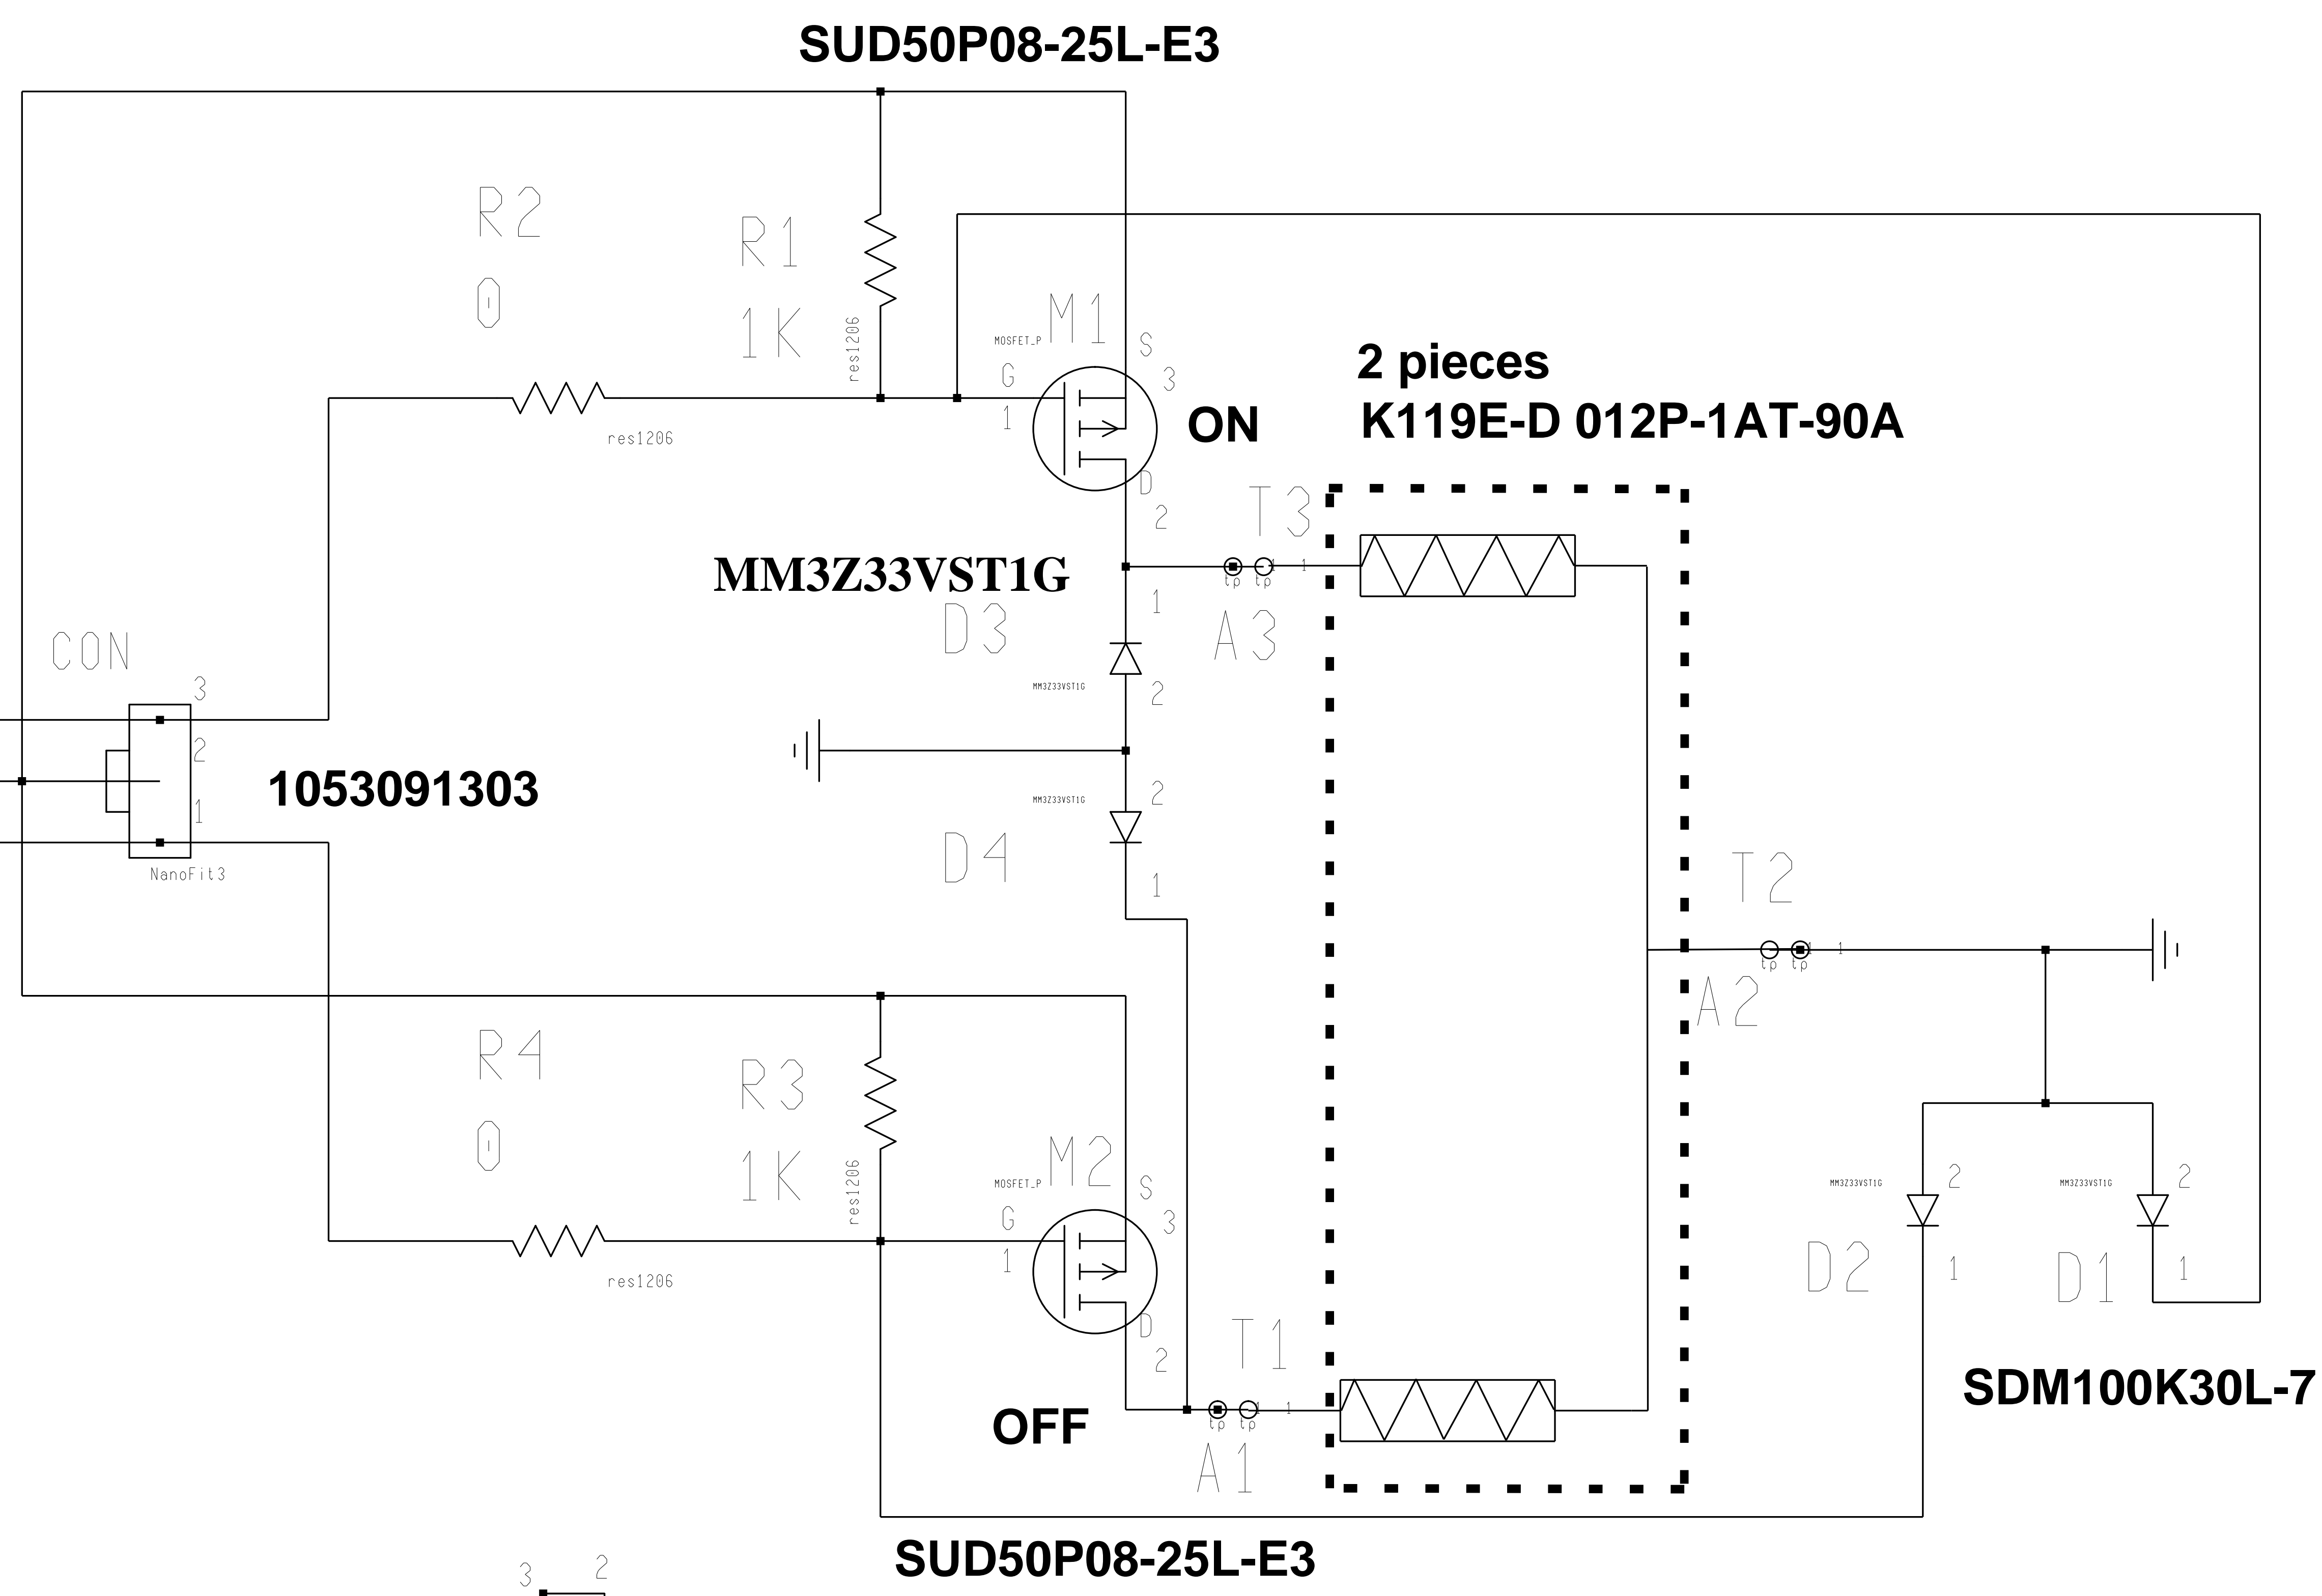 SUD50P08-25L-E3
R2
0
R1
1K
res1206
res1206
MOSFET_P
M1
S
3
G
1
D
2
ON
2 pieces
K119E-D 012P-1AT-90A
MM3Z33VST1G
D3
1
MM3Z33VST1G
2
T3
1
1
tp
tp
A3
CON
3
2
1
NanoFit3
1053091303
MM3Z33VST1G
2
D4
1
T2
1
1
tp
tp
A2
R4
0
R3
1K
res1206
res1206
MOSFET_P
M2
S
3
G
1
D
2
OFF
T1
1
1
tp
tp
A1
MM3Z33VST1G
2
D2
1
MM3Z33VST1G
2
D1
1
SDM100K30L-7
SUD50P08-25L-E3
3
2